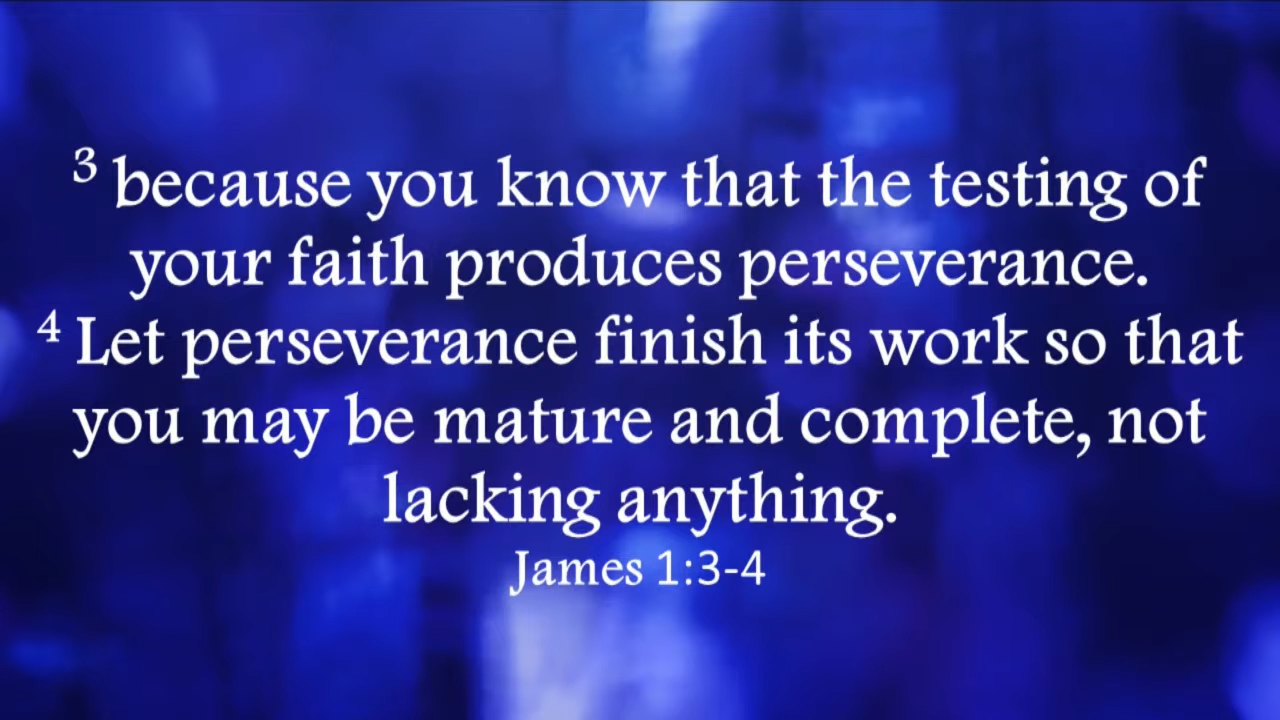 3 because you know that the testing of
your faith produces perseverance.
4 Let perseverance finish its work so that
you may be mature and complete, not
lacking anything.
James 1:3-4